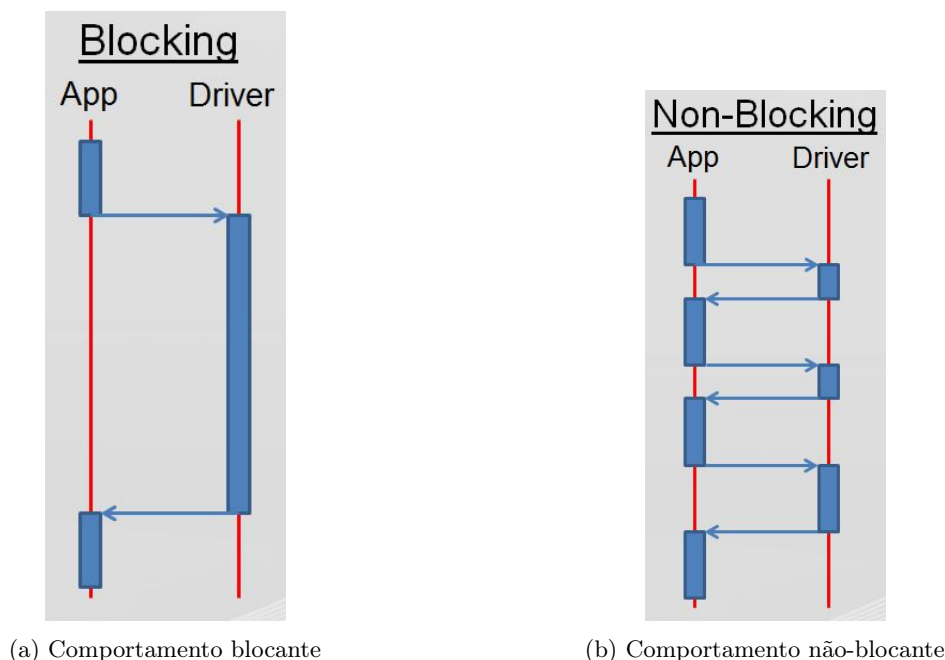 Blocking
App Driver
(a) Comportamento blocante
Non-Blocking
App Driver
(b) Comportamento não-blocante